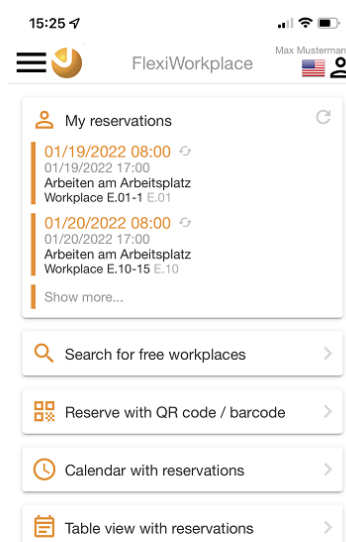 15:25
FlexiWorkplace
Max Musterman
My reservations
01/19/2022 08:00
01/19/2022 17:00
Arbeiten am Arbeitsplatz
Workplace E.01-1 E.01
01/20/2022 08:00
01/20/2022 17:00
Arbeiten am Arbeitsplatz
Workplace E.10-15 E.10
Show more...
Search for free workplaces
Reserve with QR code / barcode
Calendar with reservations
Table view with reservations